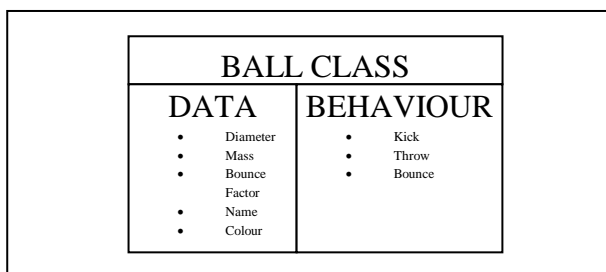 BALL CLASS
DATA
• Diameter
• Mass
• Bounce
Factor
• Name
• Colour
BEHAVIOUR
• Kick
• Throw
• Bounce